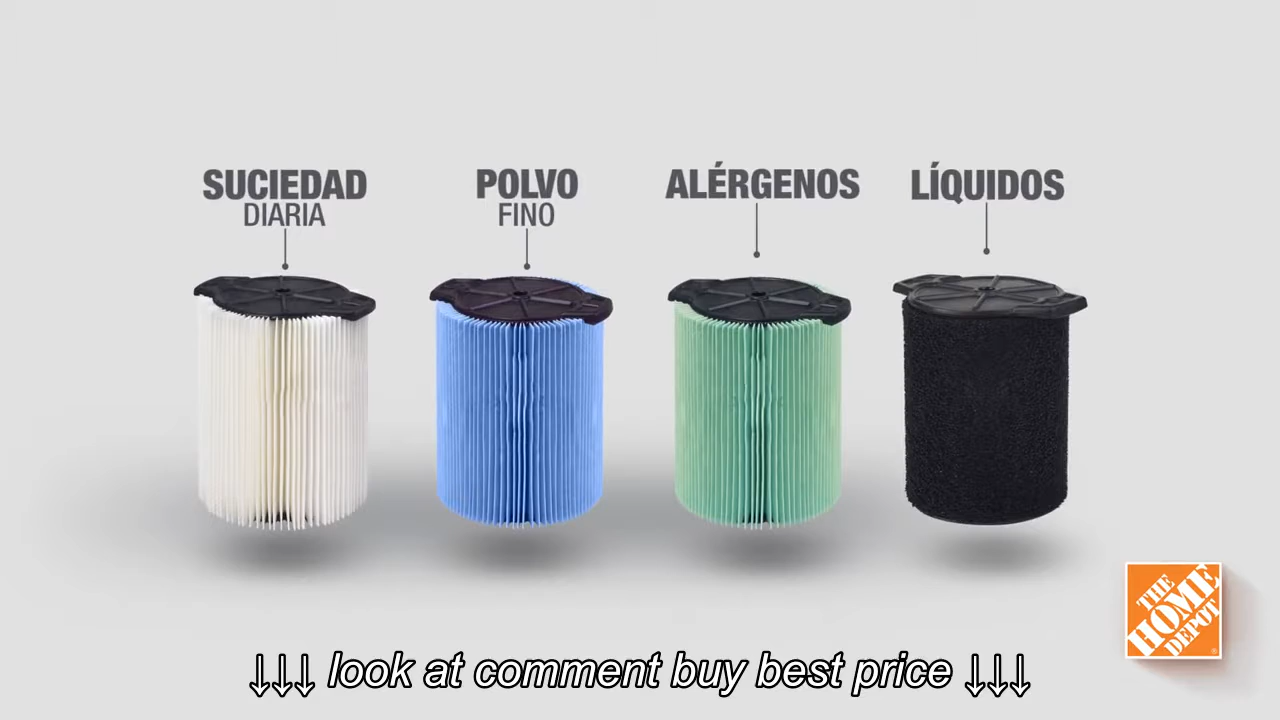 SUCIEDAD
DIARIA
POLVO
FINO
ALÉRGENOS
LÍQUIDOS
THE
HOME
DEPOT
↓↓↓ look at comment buy best price ↓↓↓